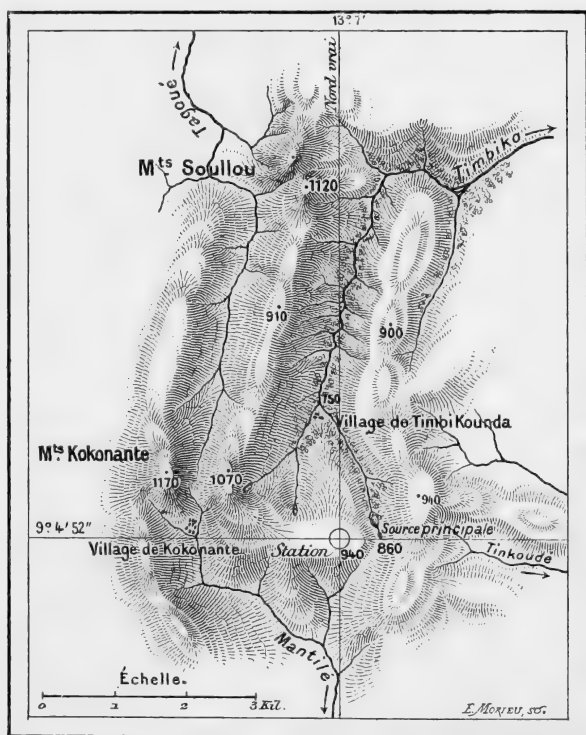 13° 7'
Nord vrai
Tagoué
Timbiko
Mts Soullou
1120
910
900
750
Village de Timbi Kounda
Mts Kokonante
1170
1070
940
9° 4' 52"
Source principale
Village de Kokonante
Station
940
860
Tinkoudé
Mantilé
Échelle.
0 1 2 3 Kil.
E. MORIEU, sc.